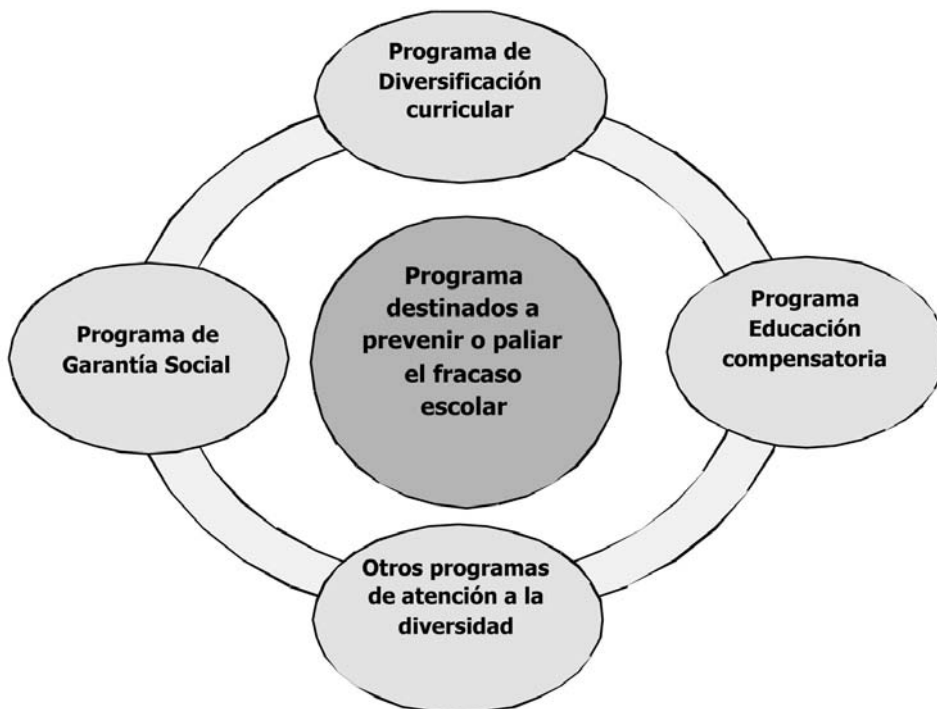 Programa de
Diversificación
curricular
Programa
destinados a
prevenir o paliar
el fracaso
escolar
Programa de
Garantía Social
Programa
Educación
compensatoria
Otros programas
de atención a la
diversidad